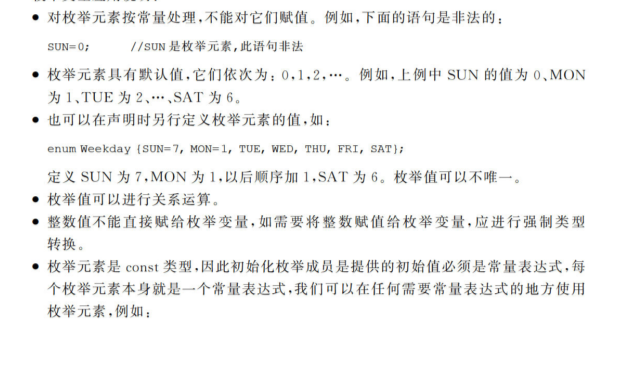 ● 对枚举元素按常量处理,不能对它们赋值。例如,下面的语句是非法的:
SUN=0; //SUN 是枚举元素,此语句非法
● 枚举元素具有默认值,它们依次为:0,1,2,…。例如,上例中 SUN 的值为 0、MON
为 1、TUE 为 2、…、SAT 为 6。
● 也可以在声明时另行定义枚举元素的值,如:
enum Weekday {SUN=7, MON=1, TUE, WED, THU, FRI, SAT};
定义 SUN 为 7,MON 为 1,以后顺序加 1,SAT 为 6。枚举值可以不唯一。
● 枚举值可以进行关系运算。
● 整数值不能直接赋给枚举变量,如需要将整数赋值给枚举变量,应进行强制类型
转换。
● 枚举元素是 const 类型,因此初始化枚举成员是提供的初始值必须是常量表达式,每
个枚举元素本身就是一个常量表达式,我们可以在任何需要常量表达式的地方使用
枚举元素,例如: